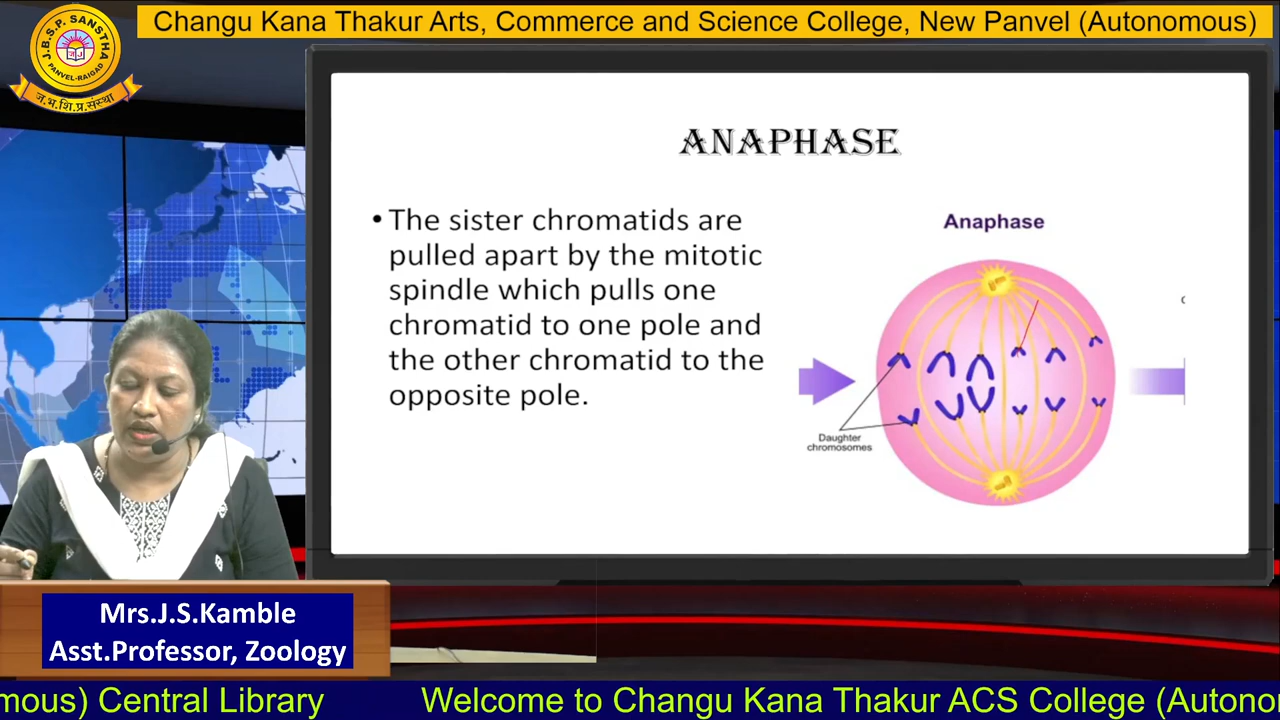 Changu Kana Thakur Arts, Commerce and Science College, New Panvel (Autonomous)
J.B.S.P. SANSTHA
PANVEL-RAIGAD
ज.भ.शि.प्र.संस्था
ANAPHASE
• The sister chromatids are
pulled apart by the mitotic
spindle which pulls one
chromatid to one pole and
the other chromatid to the
opposite pole.
Anaphase
Daughter
chromosomes
Mrs.J.S.Kamble
Asst.Professor, Zoology
mous) Central Library Welcome to Changu Kana Thakur ACS College (Autono